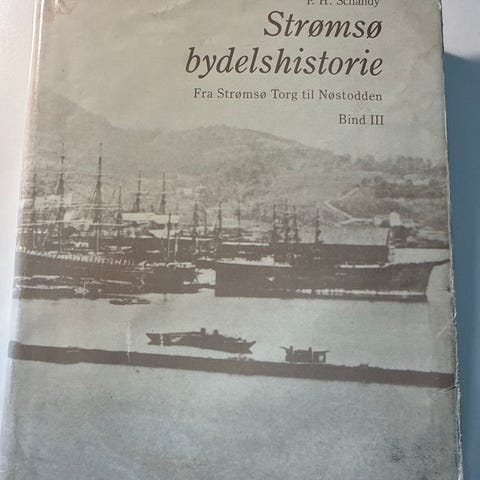 F. H. Schandy
Strømsø
bydelshistorie
Fra Strømsø Torg til Nøstodden
Bind III